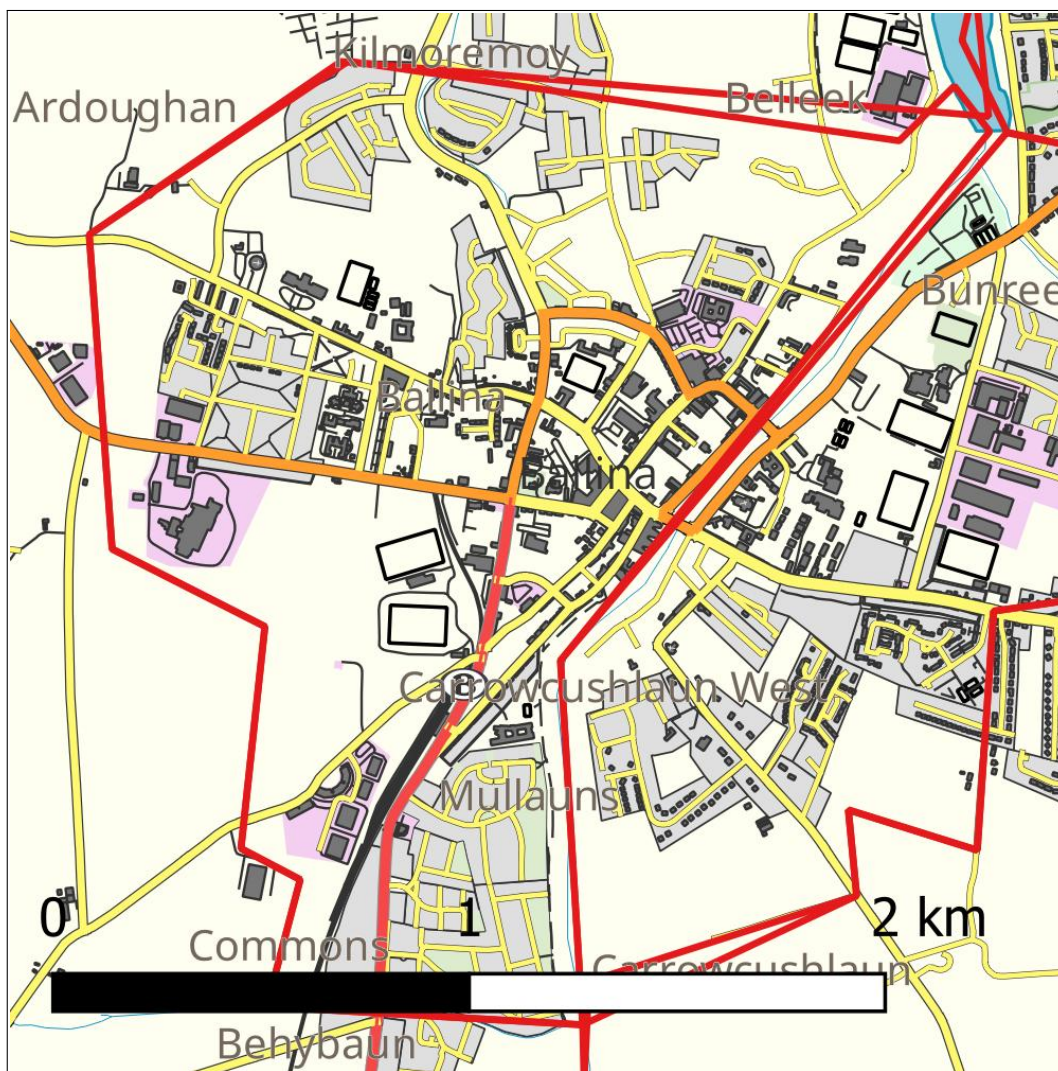 Kilmoremoy
Ardoughan
Belleek
Bunree
Ballina
Ballina
Carrowcushlaun West
Mullauns
0
1
2 km
Commons
Carrowcushlaun
Behybaun